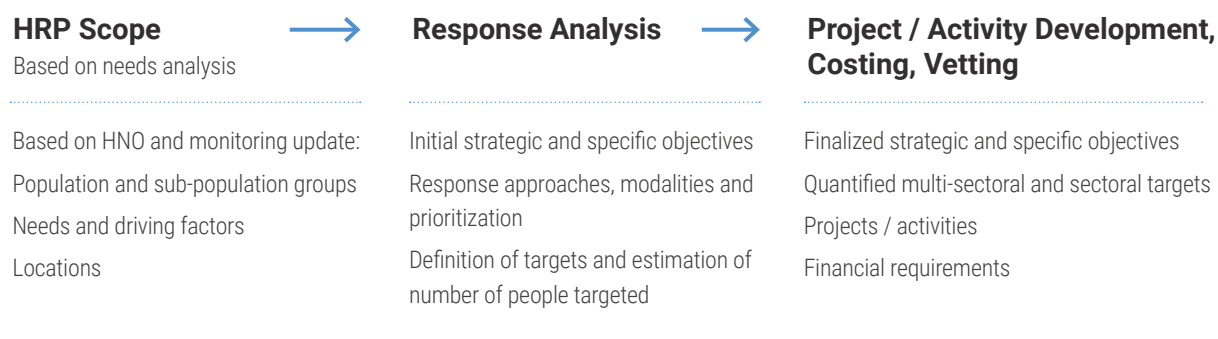 HRP Scope
Based on needs analysis
Based on HNO and monitoring update:
Population and sub-population groups
Needs and driving factors
Locations
Response Analysis
Initial strategic and specific objectives
Response approaches, modalities and
prioritization
Definition of targets and estimation of
number of people targeted
Project / Activity Development,
Costing, Vetting
Finalized strategic and specific objectives
Quantified multi-sectoral and sectoral targets
Projects / activities
Financial requirements